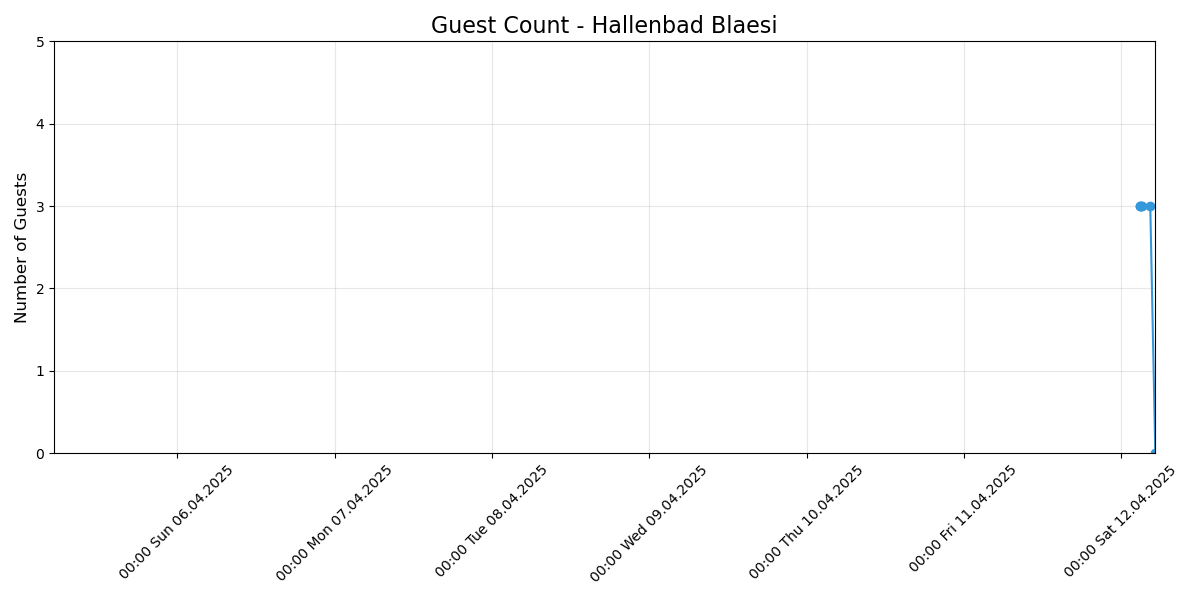 Guest Count - Hallenbad Blaesi
Number of Guests
5
4
3
2
1
0
00:00 Sun 06.04.2025
00:00 Mon 07.04.2025
00:00 Tue 08.04.2025
00:00 Wed 09.04.2025
00:00 Thu 10.04.2025
00:00 Fri 11.04.2025
00:00 Sat 12.04.2025